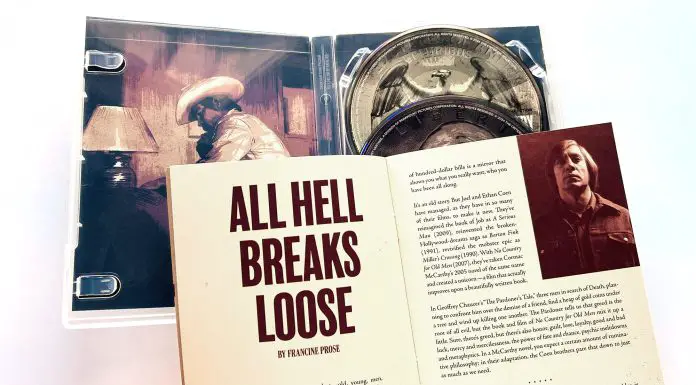 LIBERTY
ALL HELL
BREAKS
LOOSE
BY FRANCINE PROSE
old, young, men,
of hundred-dollar bills is a mirror that
shows you what you really want, who you
have been all along.
It's an old story. But Joel and Ethan Coen
have managed, as they have in so many
of their films, to make it new. They've
reimagined the book of Job at A Serious
Man (2009), reinvented the broken-
Hollywood-dreams saga as Barton Fink
(1991), retrofitted the mobster epic as
Miller's Crossing (1990). With No Country
for Old Men (2007), they've taken Cormac
McCarthy's 2005 novel of the same name
and created a unicorn—a film that actually
improves upon a beautifully written book.
In Geoffrey Chaucer's "The Pardoner's Tale," three men in search of Death, plan-
ning to confront him over the demise of a friend, find a heap of gold coins under
a tree and wind up killing one another. The Pardoner tells us that greed is the
root of all evil, but the book and film of No Country for Old Men mix it up a
little. Sure, there's greed, but there's also honor, guilt, love, loyalty, good and bad
luck, mercy and mercilessness, the power of fate and chance, psychic meltdowns
and metaphysics. In a McCarthy novel, you expect a certain amount of rumina-
tive philosophy; in their adaptation, the Coen brothers pare that down to just
as much as we need.